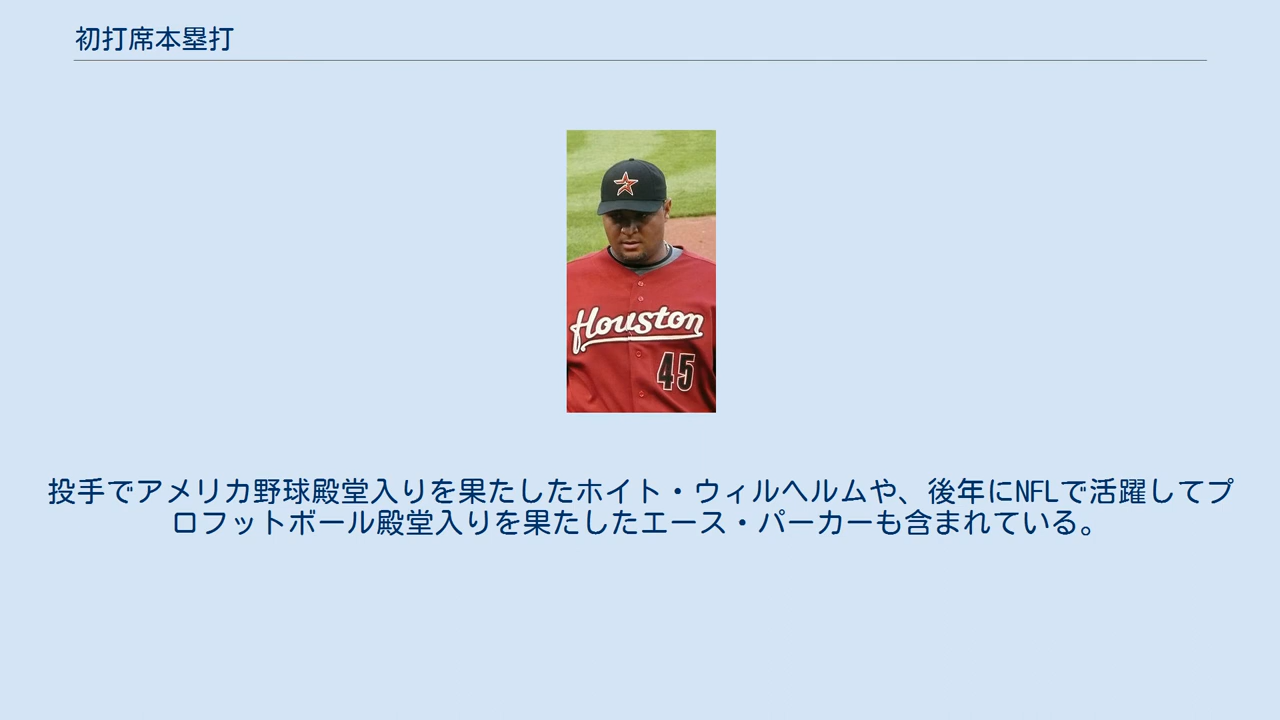 初打席本塁打
Houston
45
投手でアメリカ野球殿堂入りを果たしたホイト・ウィルヘルムや、後年にNFLで活躍してプ
ロフットボール殿堂入りを果たしたエース・パーカーも含まれている。